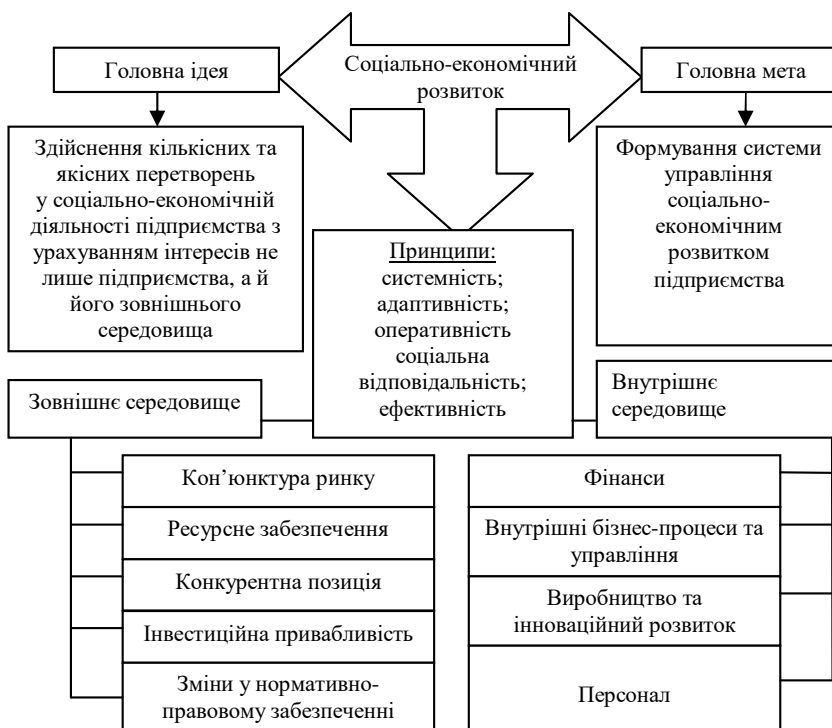 Головна ідея
Соціально-економічний
розвиток
Головна мета
Здійснення кількісних та
якісних перетворень
у соціально-економічній
діяльності підприємства з
урахуванням інтересів не
лише підприємства, а й
його зовнішнього
середовища
Принципи:
системність;
адаптивність;
оперативність
соціальна
відповідальність;
ефективність
Формування системи
управління
соціально-
економічним
розвитком
підприємства
Зовнішнє середовище
Внутрішнє
середовище
Кон’юнктура ринку
Ресурсне забезпечення
Конкурентна позиція
Інвестиційна привабливість
Зміни у нормативно-
правовому забезпеченні
Фінанси
Внутрішні бізнес-процеси та
управління
Виробництво та
інноваційний розвиток
Персонал